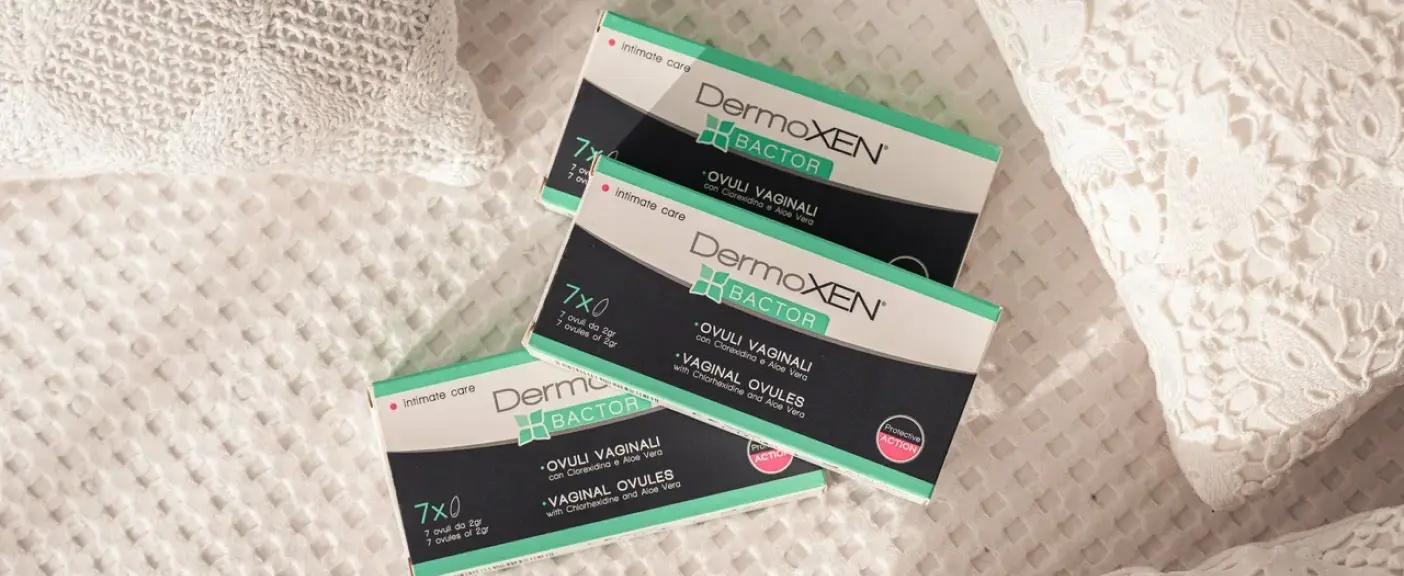 intimate care
DermoXEN®
BACTOR
7x
•OVULI VAGINALI
con Clorexidina e Aloe Vera
intimate care
DermoXEN®
BACTOR
7x
7 ovuli da 2gr
7 ovules of 2gr
•OVULI VAGINALI
con Clorexidina e Aloe Vera
•VAGINAL OVULES
with Chlorhexidine and Aloe Vera
Protective
ACTION
intimate care
BACTOR
7x
7 ovuli da 2gr
7 ovules of 2gr
•OVULI VAGINALI
con Clorexidina e Aloe Vera
•VAGINAL OVULES
with Chlorhexidine and Aloe Vera
ACTION